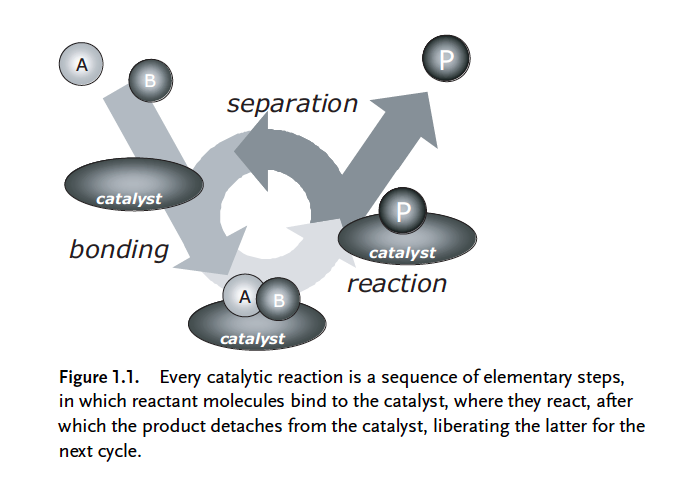 A
B
P
separation
catalyst
P
bonding
catalyst
reaction
A
B
catalyst
Figure 1.1. Every catalytic reaction is a sequence of elementary steps,
in which reactant molecules bind to the catalyst, where they react, after
which the product detaches from the catalyst, liberating the latter for the
next cycle.